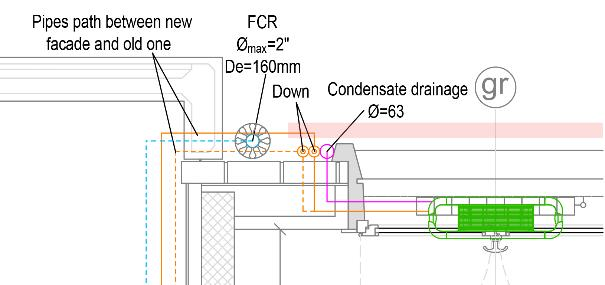 Pipes path between new
facade and old one
FCR
Ømax=2"
De=160mm
Down
Condensate drainage
Ø=63
gr